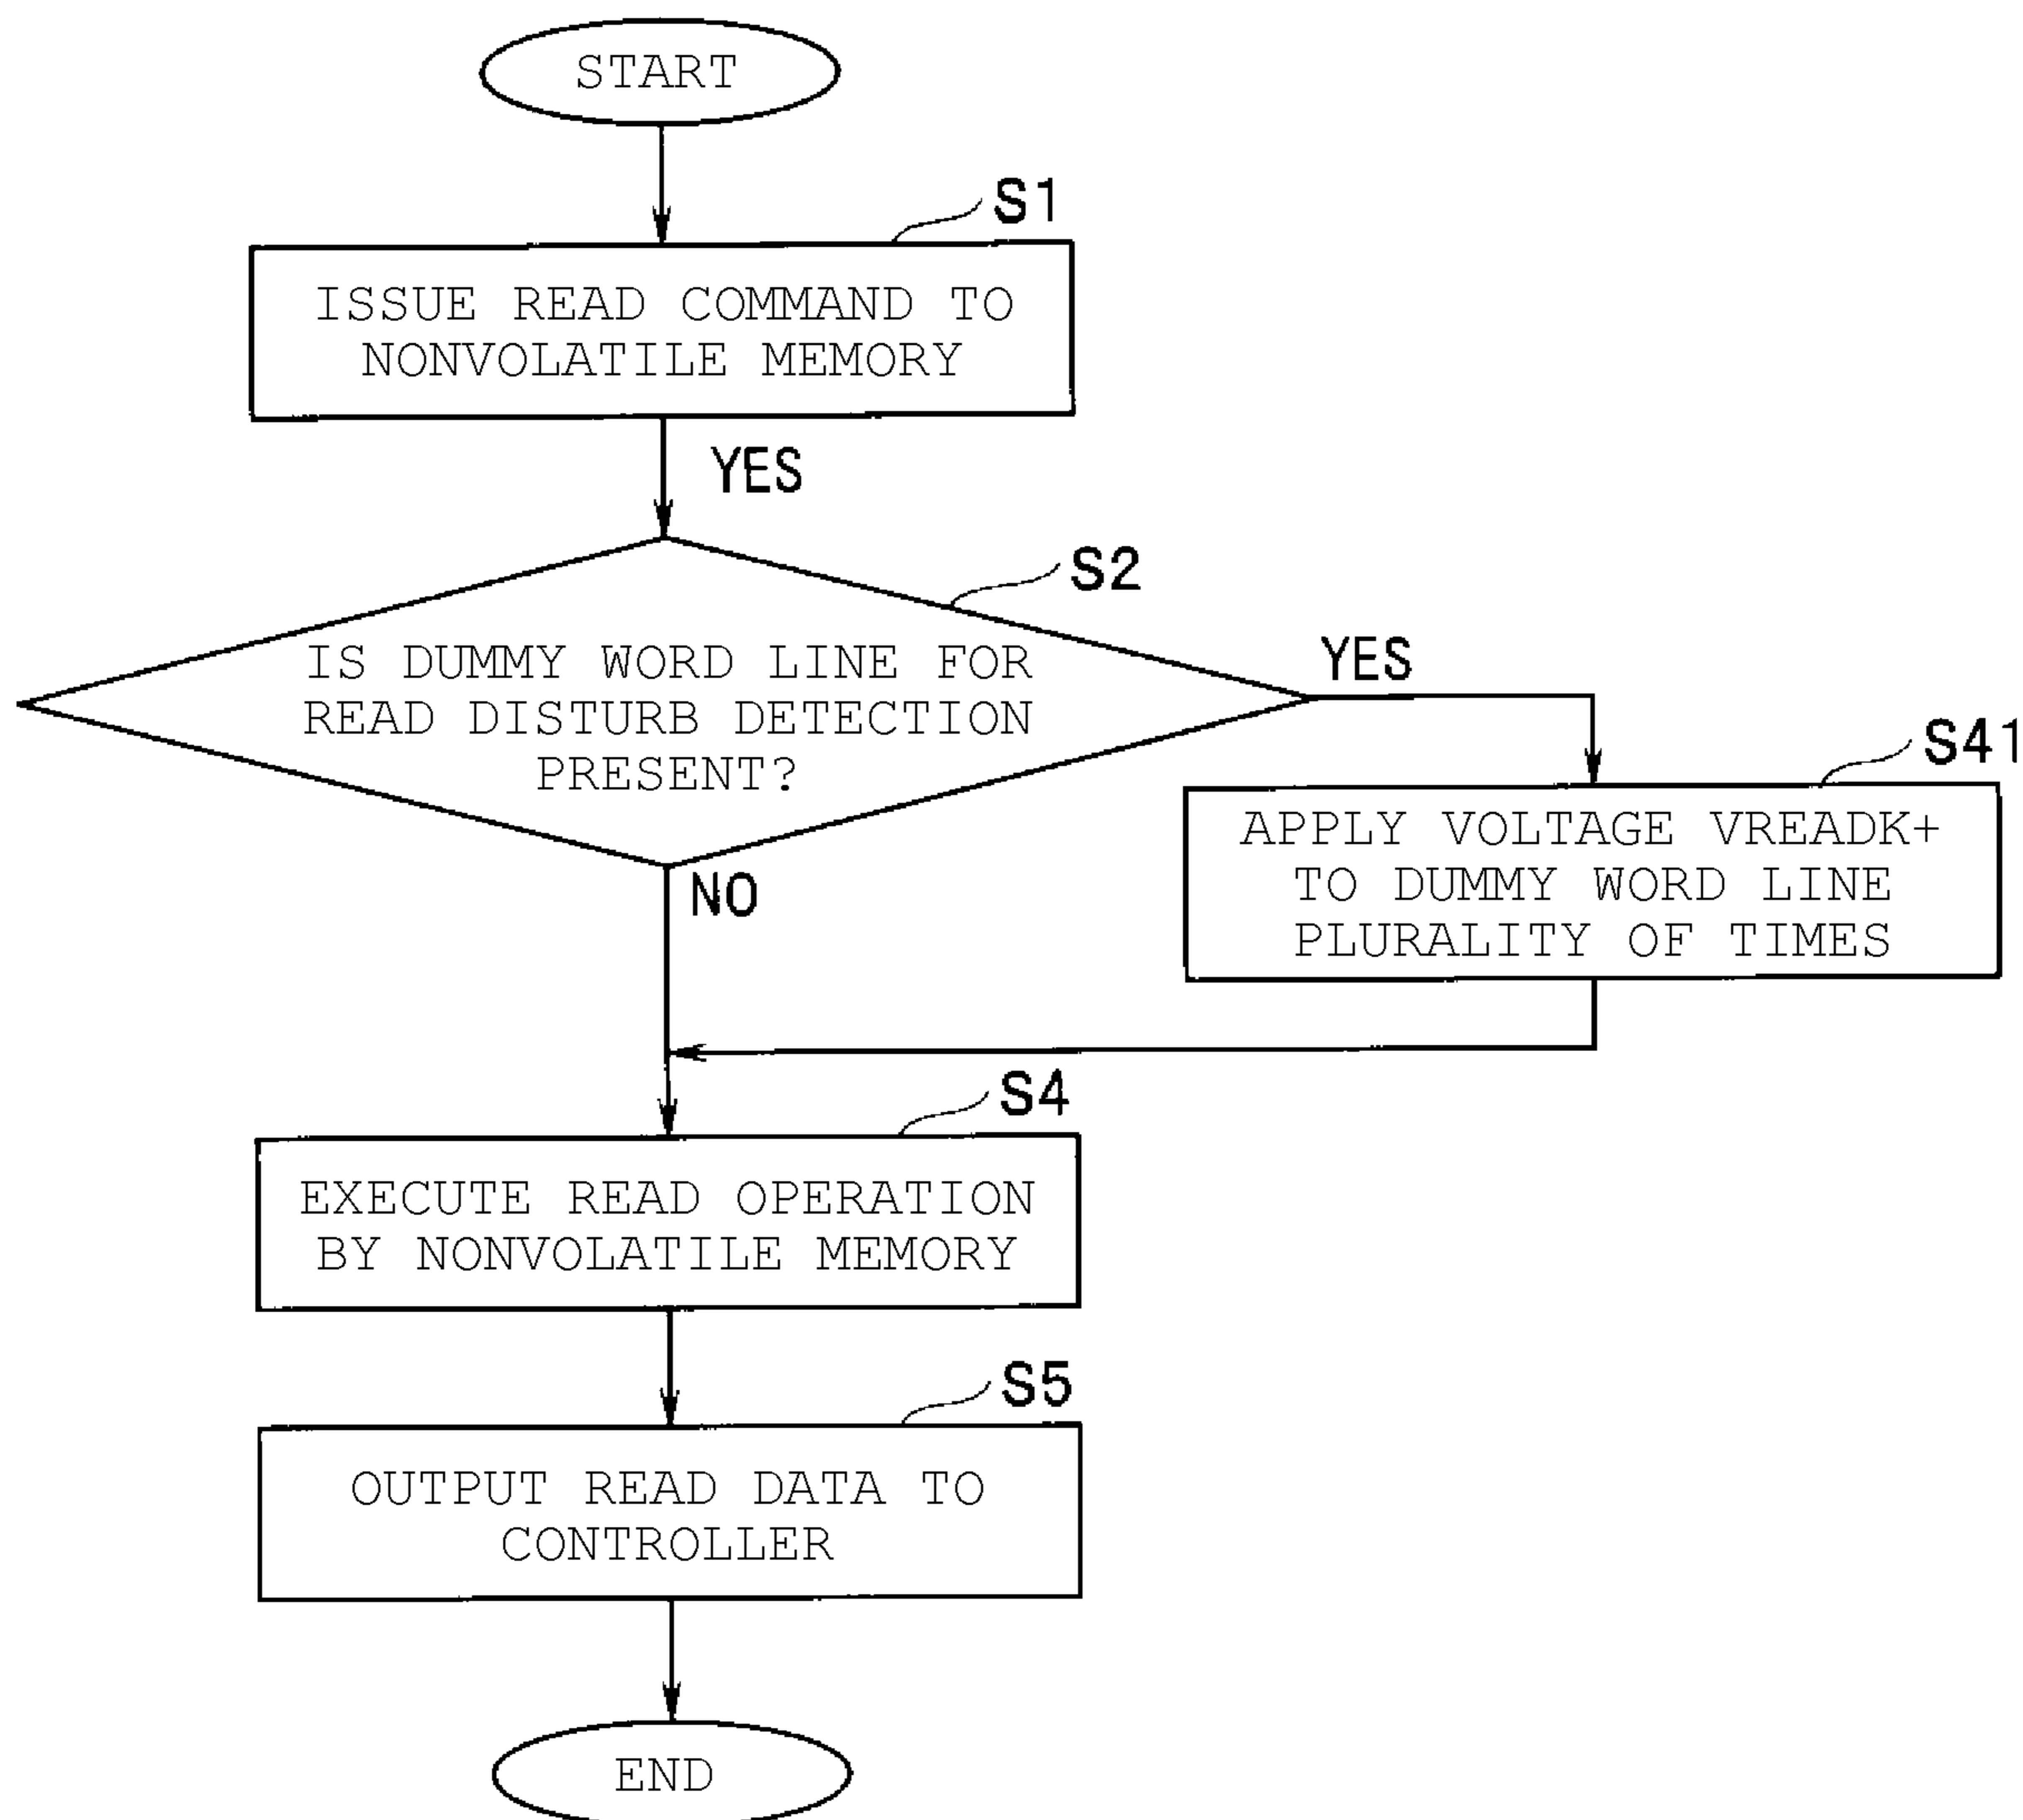 START
S1
ISSUE READ COMMAND TO
NONVOLATILE MEMORY
YES
S2
IS DUMMY WORD LINE FOR
READ DISTURB DETECTION
PRESENT?
YES
S41
APPLY VOLTAGE VREADK+
TO DUMMY WORD LINE
PLURALITY OF TIMES
NO
S4
EXECUTE READ OPERATION
BY NONVOLATILE MEMORY
S5
OUTPUT READ DATA TO
CONTROLLER
END